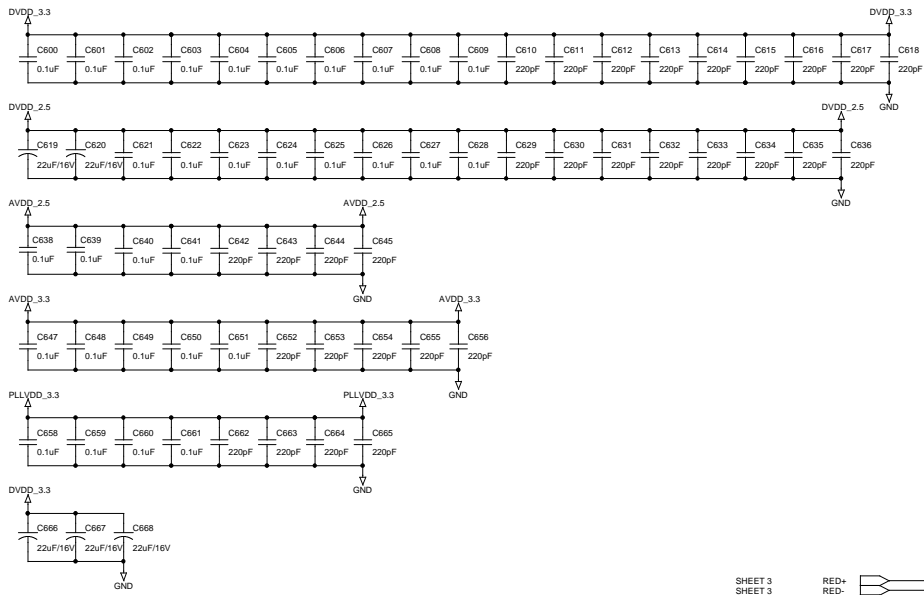 DVDD_3.3 DVDD_3.3
C600 C601 C602 C603 C604 C605 C606 C607 C608 C609 C610 C611 C612 C613 C614 C615 C616 C617 C618
0.1uF 0.1uF 0.1uF 0.1uF 0.1uF 0.1uF 0.1uF 0.1uF 0.1uF 0.1uF 220pF 220pF 220pF 220pF 220pF 220pF 220pF 220pF 220pF
GND
DVDD_2.5 DVDD_2.5
C619 C620 C621 C622 C623 C624 C625 C626 C627 C628 C629 C630 C631 C632 C633 C634 C635 C636
22uF/16V 22uF/16V 0.1uF 0.1uF 0.1uF 0.1uF 0.1uF 0.1uF 0.1uF 0.1uF 220pF 220pF 220pF 220pF 220pF 220pF 220pF 220pF
GND
AVDD_2.5 AVDD_2.5
C638 C639 C640 C641 C642 C643 C644 C645
0.1uF 0.1uF 0.1uF 0.1uF 220pF 220pF 220pF 220pF
GND
AVDD_3.3 AVDD_3.3
C647 C648 C649 C650 C651 C652 C653 C654 C655 C656
0.1uF 0.1uF 0.1uF 0.1uF 0.1uF 220pF 220pF 220pF 220pF 220pF
GND
PLLVDD_3.3 PLLVDD_3.3
C658 C659 C660 C661 C662 C663 C664 C665
0.1uF 0.1uF 0.1uF 0.1uF 220pF 220pF 220pF 220pF
GND
DVDD_3.3
C666 C667 C668
22uF/16V 22uF/16V 22uF/16V
GND
SHEET 3 RED+
SHEET 3 RED-